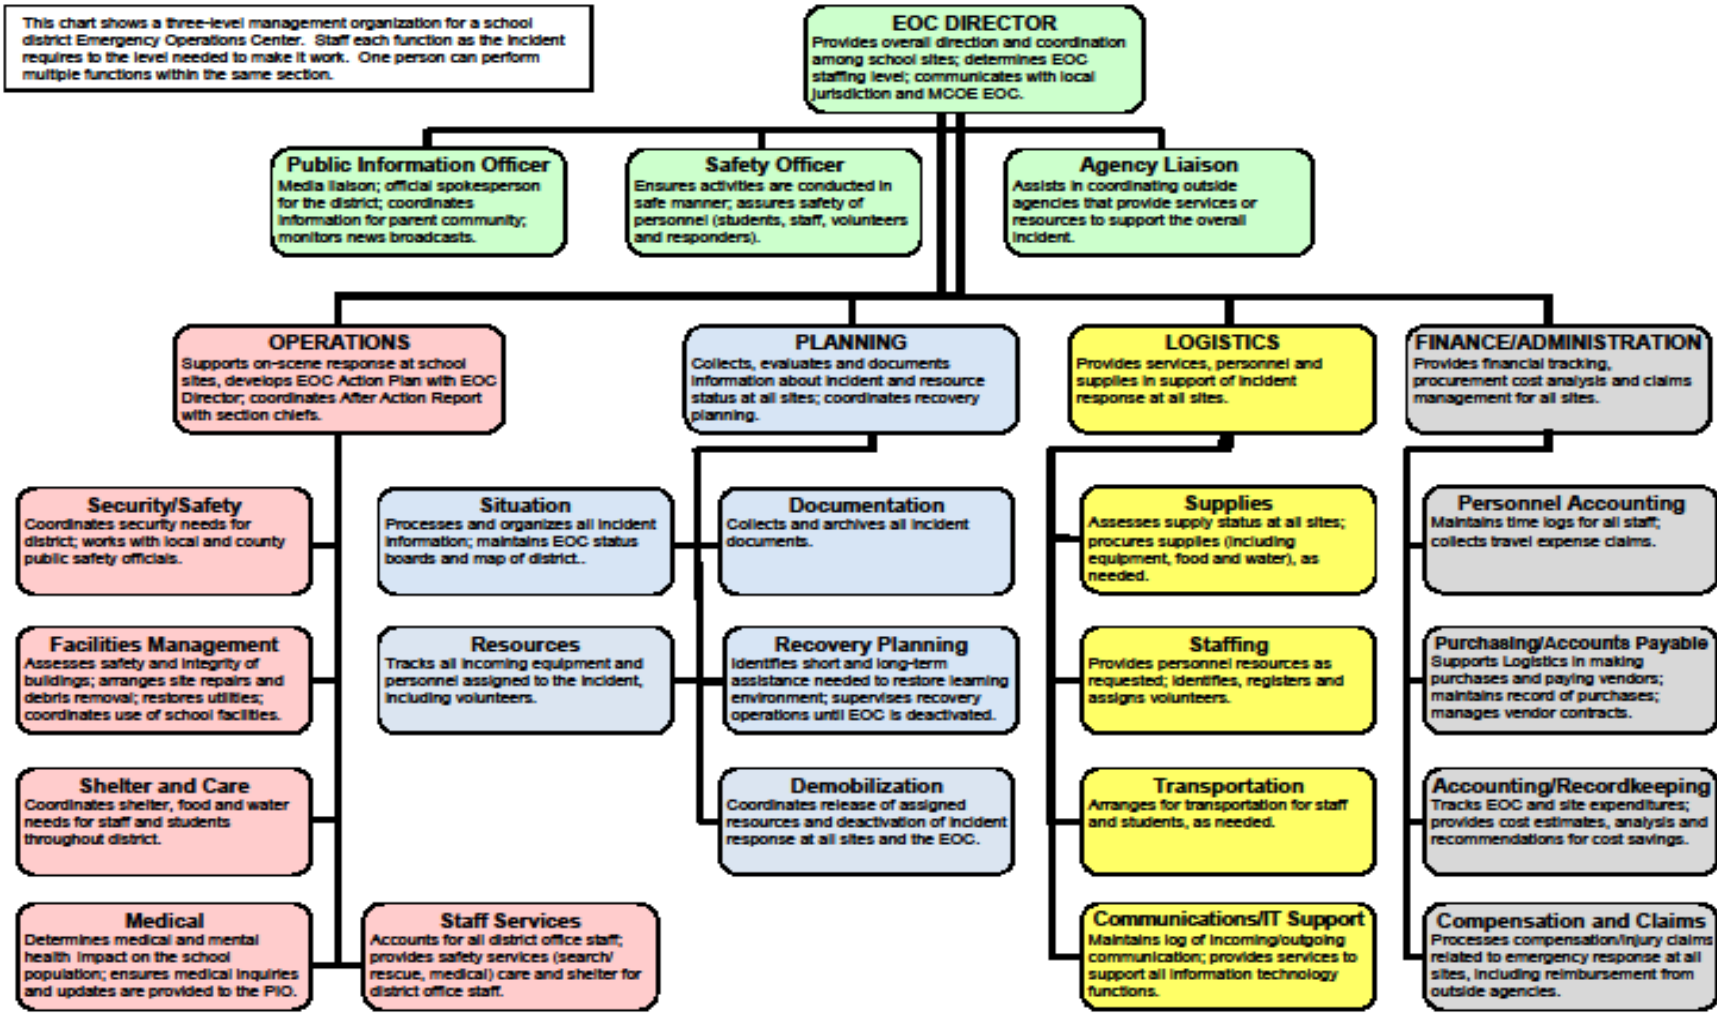 This chart shows a three-level management organization for a school
district Emergency Operations Center. Staff each function as the incident
requires to the level needed to make it work. One person can perform
multiple functions within the same section.
EOC DIRECTOR
Provides overall direction and coordination
among school sites; determines EOC
staffing level; communicates with local
jurisdiction and MCOE EOC.
Public Information Officer
Media liaison; official spokesperson
for the district; coordinates
information for parent community;
monitors news broadcasts.
Safety Officer
Ensures activities are conducted in
safe manner; assures safety of
personnel (students, staff, volunteers
and responders).
Agency Liaison
Assists in coordinating outside
agencies that provide services or
resources to support the overall
incident.
OPERATIONS
Supports on-scene response at school
sites, develops EOC Action Plan with EOC
Director; coordinates After Action Report
with section chiefs.
PLANNING
Collects, evaluates and documents
information about incident and resource
status at all sites; coordinates recovery
planning.
LOGISTICS
Provides services, personnel and
supplies in support of incident
response at all sites.
FINANCE/ADMINISTRATION
Provides financial tracking,
procurement cost analysis and claims
management for all sites.
Security/Safety
Coordinates security needs for
district; works with local and county
public safety officials.
Situation
Processes and organizes all incident
information; maintains EOC status
boards and map of district..
Documentation
Collects and archives all incident
documents.
Supplies
Assesses supply status at all sites;
procures supplies (including
equipment, food and water), as
needed.
Personnel Accounting
Maintains time logs for all staff;
collects travel expense claims.
Facilities Management
Assesses safety and integrity of
buildings; arranges site repairs and
debris removal; restores utilities;
coordinates use of school facilities.
Resources
Tracks all incoming equipment and
personnel assigned to the incident,
including volunteers.
Recovery Planning
Identifies short and long-term
assistance needed to restore learning
environment; supervises recovery
operations until EOC is deactivated.
Staffing
Provides personnel resources as
requested; identifies, registers and
assigns volunteers.
Purchasing/Accounts Payable
Supports Logistics in making
purchases and paying vendors;
maintains record of purchases;
manages vendor contracts.
Shelter and Care
Coordinates shelter, food and water
needs for staff and students
throughout district.
Demobilization
Coordinates release of assigned
resources and deactivation of incident
response at all sites and the EOC.
Transportation
Arranges for transportation for staff
and students, as needed.
Accounting/Recordkeeping
Tracks EOC and site expenditures;
provides cost estimates, analysis and
recommendations for cost savings.
Medical
Determines medical and mental
health impact on the school
population; ensures medical inquiries
and updates are provided to the PIO.
Staff Services
Accounts for all district office staff;
provides safety services (search/
rescue, medical) care and shelter for
district office staff.
Communications/IT Support
Maintains log of incoming/outgoing
communication; provides services to
support all information technology
functions.
Compensation and Claims
Processes compensation/injury claims
related to emergency response at all
sites, including reimbursement from
outside agencies.